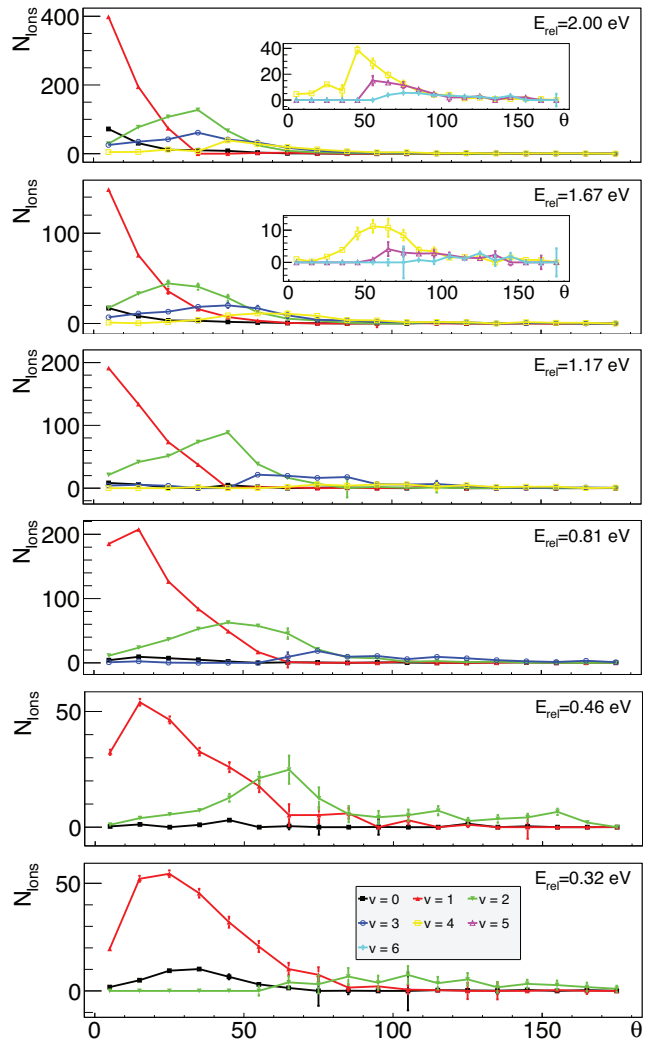 N_Ions
E_rel=2.00 eV
400
200
0
40
20
0
0 50 100 150 θ
N_Ions
E_rel=1.67 eV
100
0
10
0
0 50 100 150 θ
N_Ions
E_rel=1.17 eV
200
100
0
N_Ions
E_rel=0.81 eV
200
100
0
N_Ions
E_rel=0.46 eV
50
0
N_Ions
E_rel=0.32 eV
50
0
v = 0 v = 1 v = 2
v = 3 v = 4 v = 5
v = 6
0 50 100 150 θ